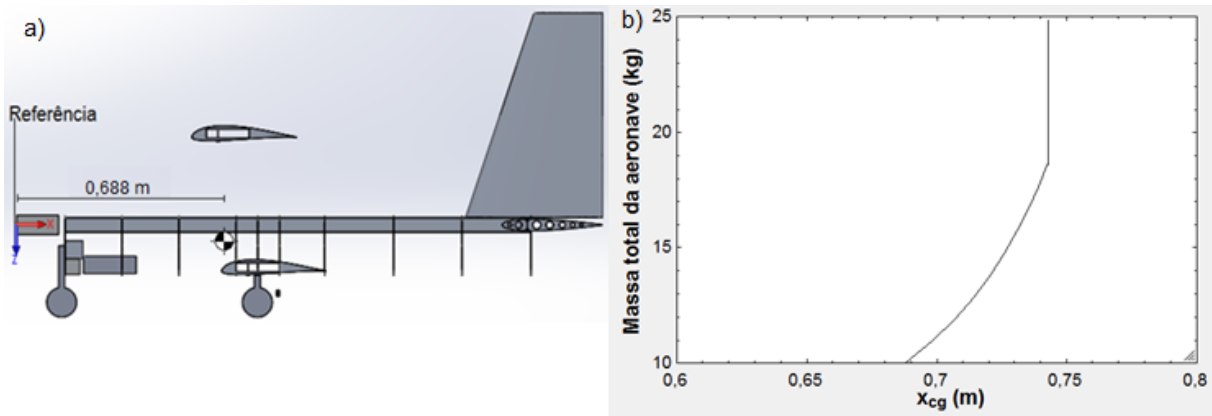 a)
Referência
0,688 m
X
Z
b)
Massa total da aeronave (kg)
25
20
15
10
0,6
0,65
0,7
0,75
0,8
xcg (m)